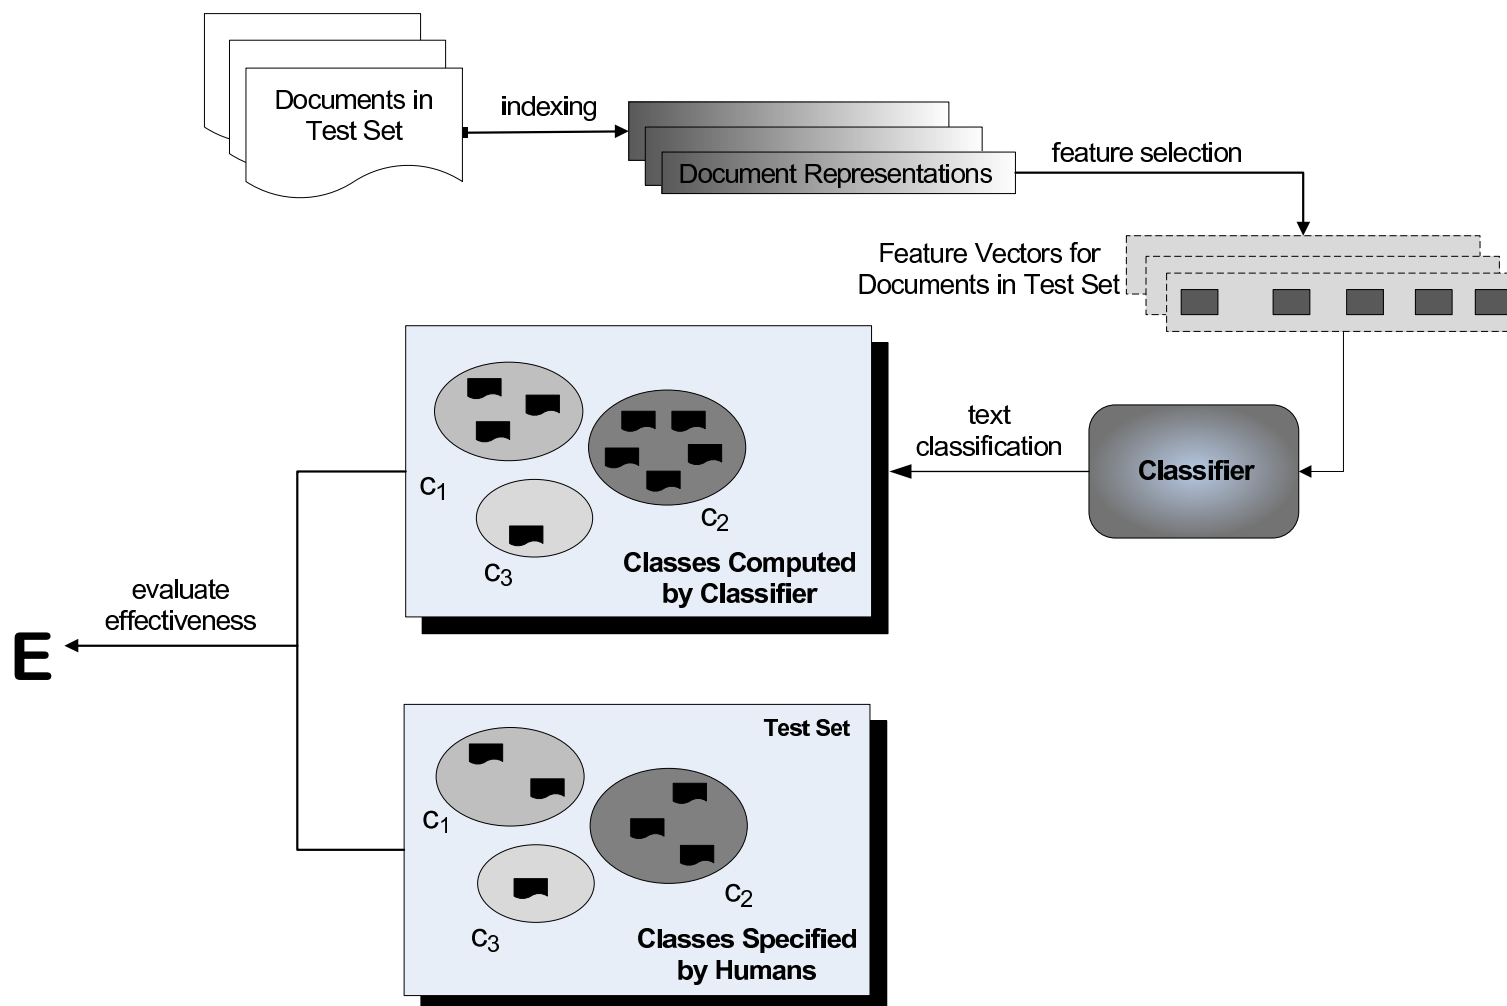 Documents in
Test Set
indexing
Document Representations
feature selection
Feature Vectors for
Documents in Test Set
text
classification
Classifier
c1
c2
c3
Classes Computed
by Classifier
evaluate
effectiveness
E
Test Set
c1
c2
c3
Classes Specified
by Humans